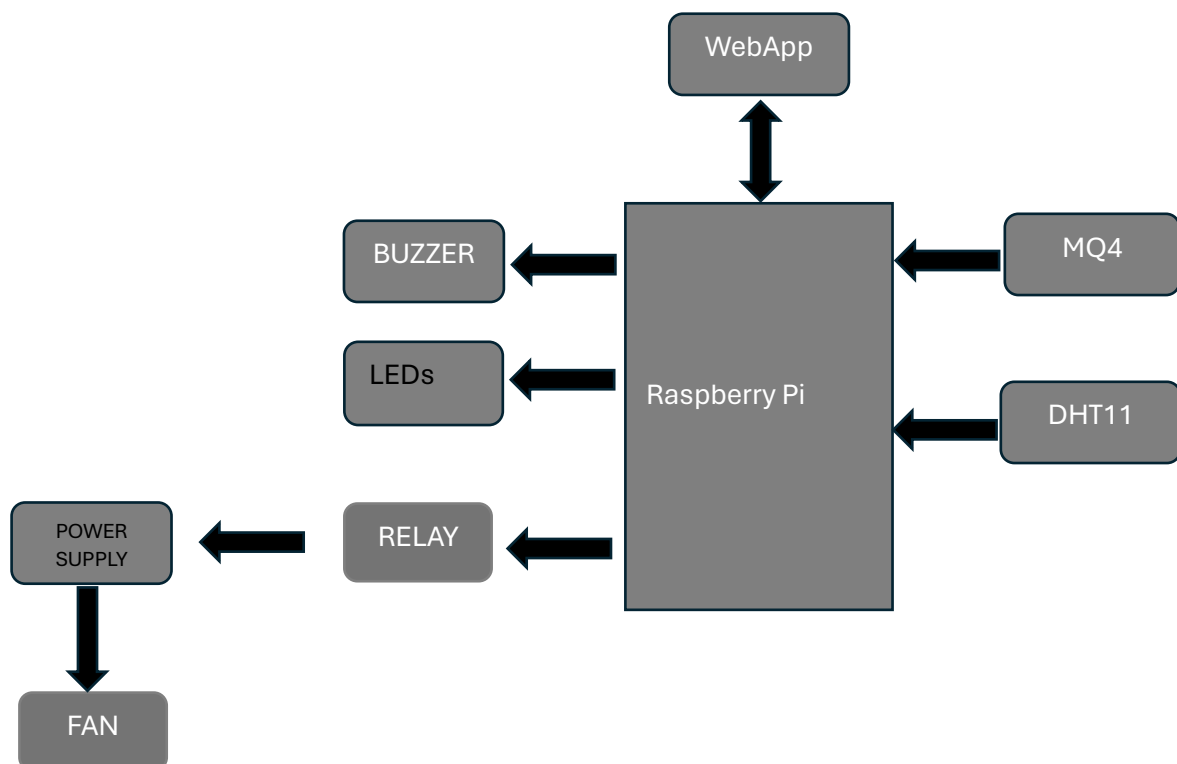 WebApp
BUZZER
MQ4
LEDs
Raspberry Pi
DHT11
POWER
SUPPLY
RELAY
FAN